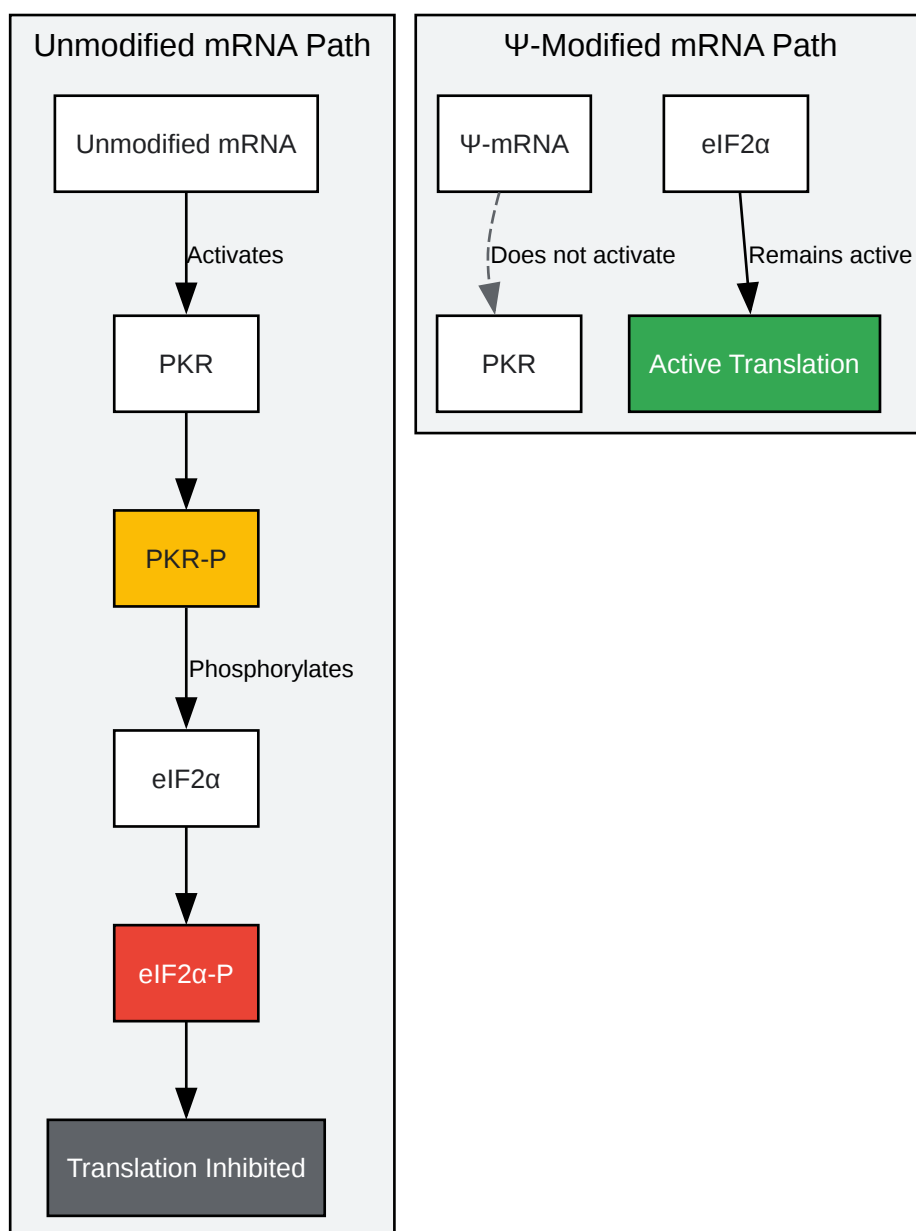 Unmodified mRNA Path
Unmodified mRNA
Activates
PKR
PKR-P
Phosphorylates
eIF2α
eIF2α-P
Translation Inhibited
Ψ-Modified mRNA Path
Ψ-mRNA
eIF2α
Does not activate
Remains active
PKR
Active Translation